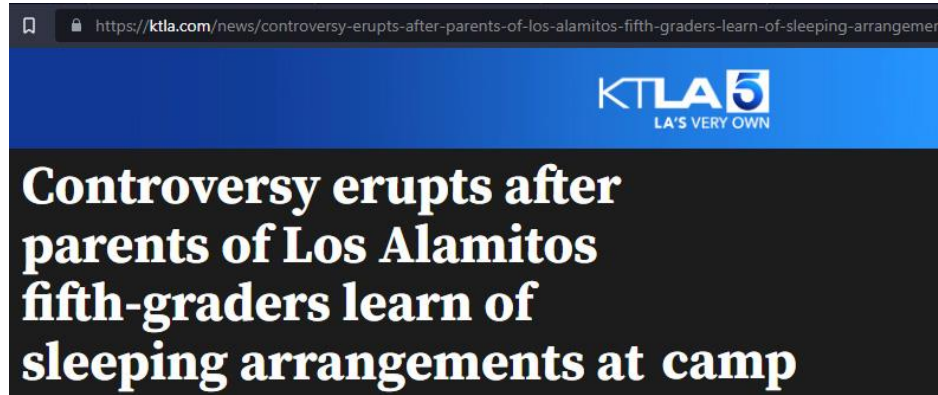 https://ktla.com/news/controversy-erupts-after-parents-of-los-alamitos-fifth-graders-learn-of-sleeping-arrangemen
KTLA 5
LA'S VERY OWN
Controversy erupts after
parents of Los Alamitos
fifth-graders learn of
sleeping arrangements at camp